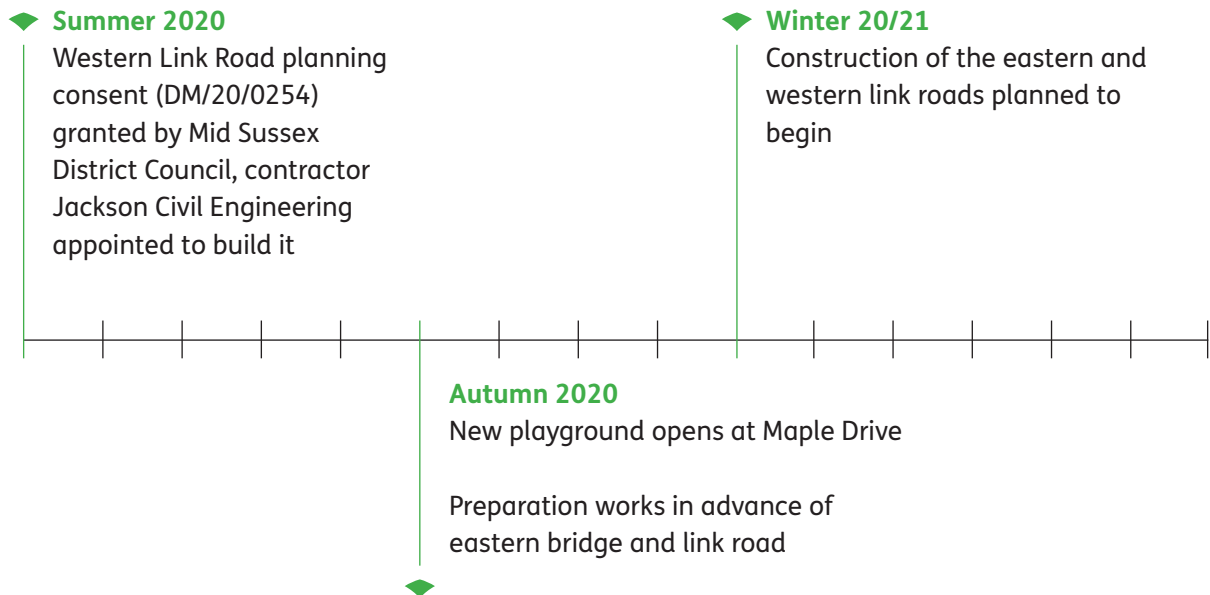 Summer 2020
Western Link Road planning
consent (DM/20/0254)
granted by Mid Sussex
District Council, contractor
Jackson Civil Engineering
appointed to build it
Winter 20/21
Construction of the eastern and
western link roads planned to
begin
Autumn 2020
New playground opens at Maple Drive
Preparation works in advance of
eastern bridge and link road